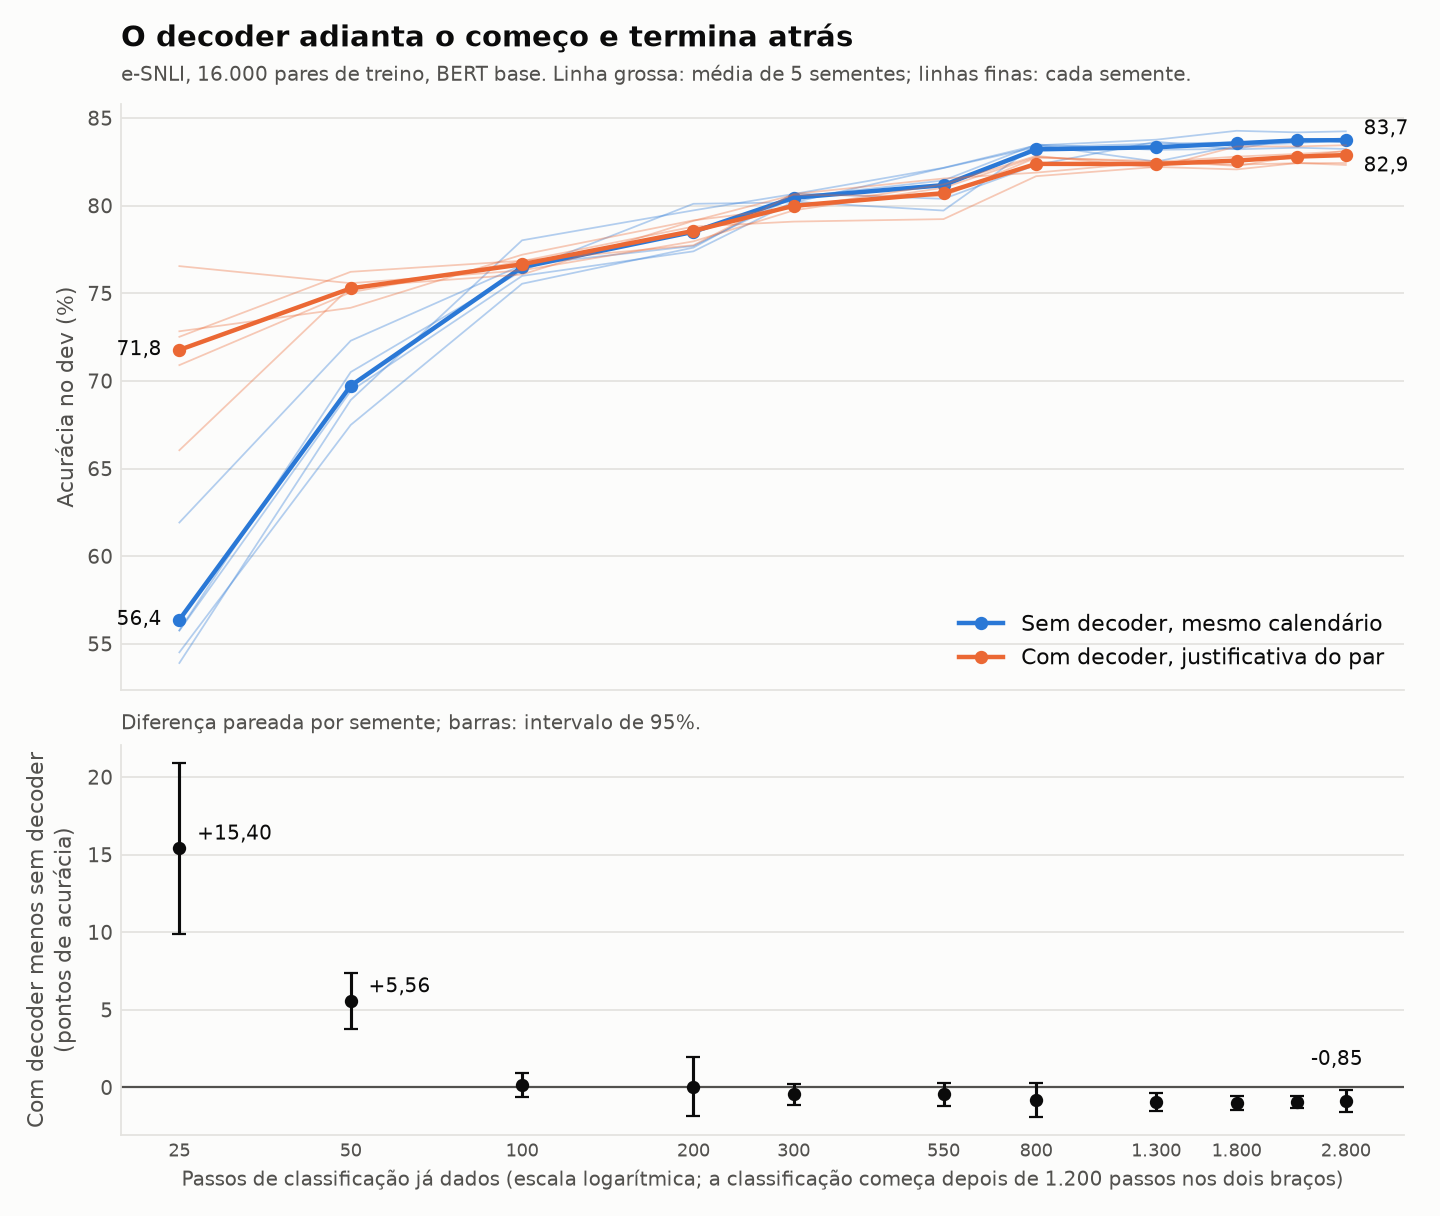 O decoder adianta o começo e termina atrás
e-SNLI, 16.000 pares de treino, BERT base. Linha grossa: média de 5 sementes; linhas finas: cada semente.
Acurácia no dev (%)
85
80
75
70
65
60
55
83,7
82,9
71,8
56,4
Sem decoder, mesmo calendário
Com decoder, justificativa do par
Diferença pareada por semente; barras: intervalo de 95%.
Com decoder menos sem decoder
(pontos de acurácia)
20
15
10
5
0
+15,40
+5,56
-0,85
25 50 100 200 300 550 800 1.300 1.800 2.800
Passos de classificação já dados (escala logarítmica; a classificação começa depois de 1.200 passos nos dois braços)